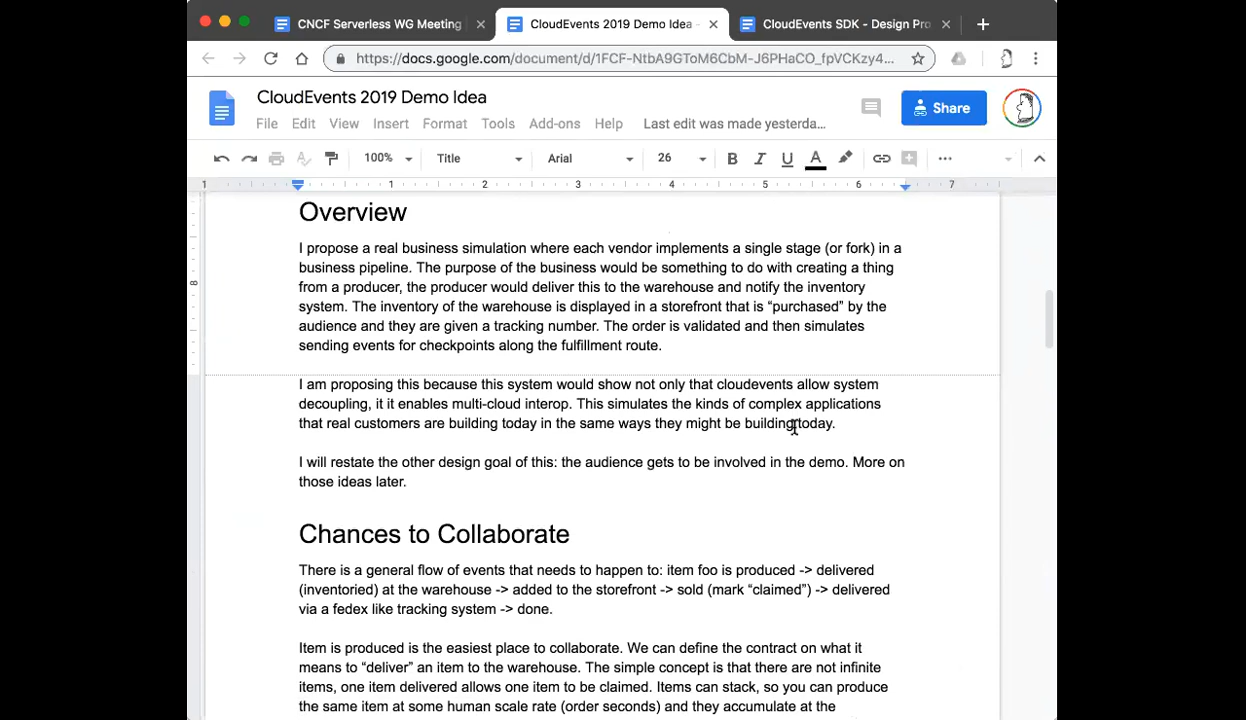 CNCF Serverless WG Meeting
CloudEvents 2019 Demo Idea -
CloudEvents SDK - Design Pro
https://docs.google.com/document/d/1FCF-NtbA9GToM6CbM-J6PHaCO_fpVCKzy4...
CloudEvents 2019 Demo Idea
Share
File Edit View Insert Format Tools Add-ons Help Last edit was made yesterda...
100% Title Arial 26 B I U A
1 1 2 3 4 5 6 7
8
Overview
I propose a real business simulation where each vendor implements a single stage (or fork) in a
business pipeline. The purpose of the business would be something to do with creating a thing
from a producer, the producer would deliver this to the warehouse and notify the inventory
system. The inventory of the warehouse is displayed in a storefront that is “purchased” by the
audience and they are given a tracking number. The order is validated and then simulates
sending events for checkpoints along the fulfillment route.
I am proposing this because this system would show not only that cloudevents allow system
decoupling, it it enables multi-cloud interop. This simulates the kinds of complex applications
that real customers are building today in the same ways they might be building today.
I will restate the other design goal of this: the audience gets to be involved in the demo. More on
those ideas later.
Chances to Collaborate
There is a general flow of events that needs to happen to: item foo is produced -> delivered
(inventoried) at the warehouse -> added to the storefront -> sold (mark “claimed”) -> delivered
via a fedex like tracking system -> done.
Item is produced is the easiest place to collaborate. We can define the contract on what it
means to “deliver” an item to the warehouse. The simple concept is that there are not infinite
items, one item delivered allows one item to be claimed. Items can stack, so you can produce
the same item at some human scale rate (order seconds) and they accumulate at the